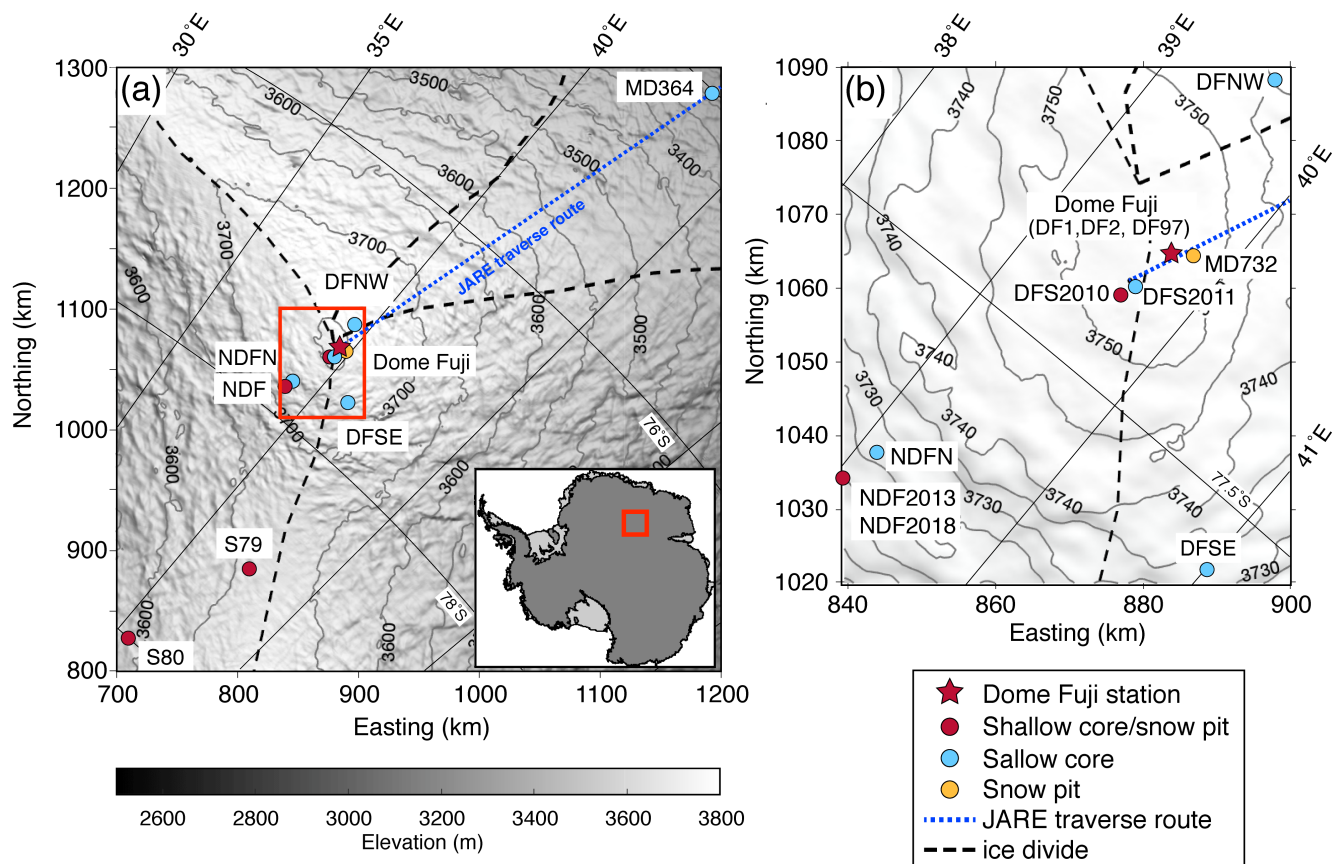 30°E
35°E
40°E
(a)
MD364
3500
3600
3500
3400
3600
3700
3700
3600
JARE traverse route
DFNW
3600
3500
NDFN
NDF
Dome Fuji
3700
3700
DFSE
76°S
3600
3600
S79
78°S
3600
3600
S80
1300
1200
1100
1000
900
800
Northing (km)
700
800
900
1000
1100
1200
Easting (km)
2600
2800
3000
3200
3400
3600
3800
Elevation (m)
38°E
39°E
40°E
41°E
(b)
DFNW
3740
3750
3750
Dome Fuji
(DF1,DF2, DF97)
3740
MD732
DFS2010
DFS2011
3750
3740
3740
3730
3740
NDFN
NDF2013
NDF2018
3730
3740
3740
77.5°S
DFSE
3730
1090
1080
1070
1060
1050
1040
1030
1020
Northing (km)
840
860
880
900
Easting (km)
Dome Fuji station
Shallow core/snow pit
Sallow core
Snow pit
JARE traverse route
ice divide